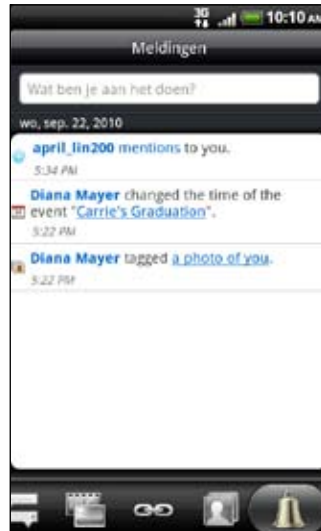 3G 10:10 AM
Meldingen
Wat ben je aan het doen?
wo, sep. 22, 2010
april_lin200 mentions to you.
5:34 PM
Diana Mayer changed the time of the
event "Carrie's Graduation".
5:22 PM
Diana Mayer tagged a photo of you.
5:22 PM